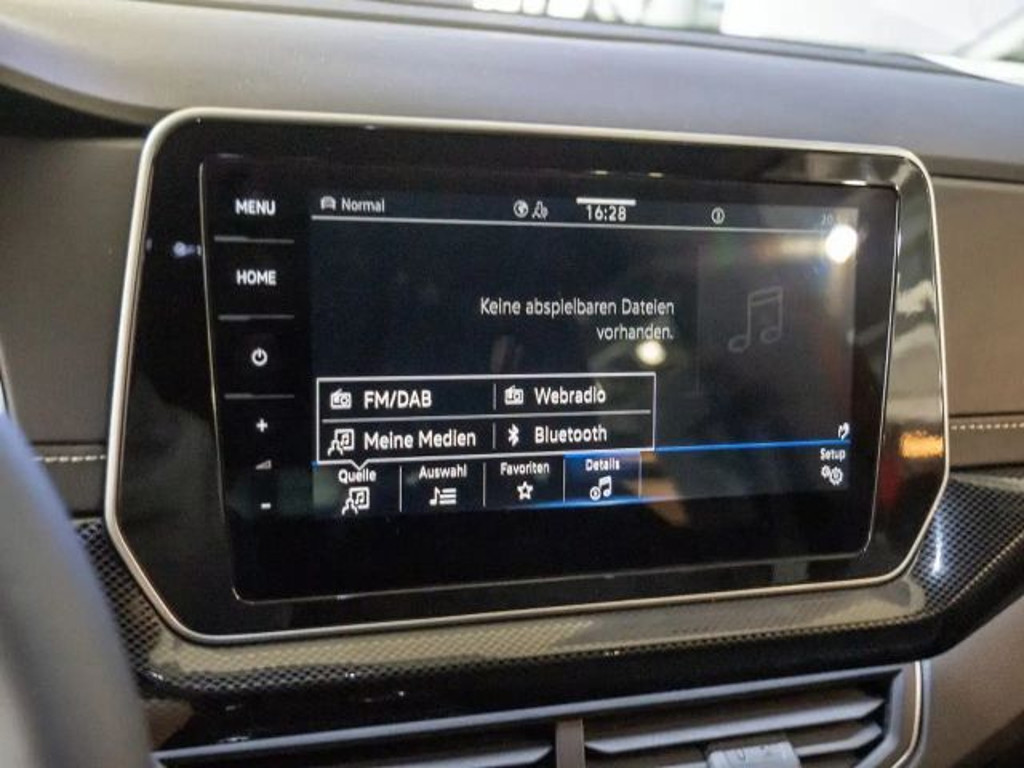 MENU
Normal
16:28
HOME
Keine abspielbaren Dateien
vorhanden.
FM/DAB
Webradio
+
Meine Medien
Bluetooth
-
Quelle
Auswahl
Favoriten
Details
Setup